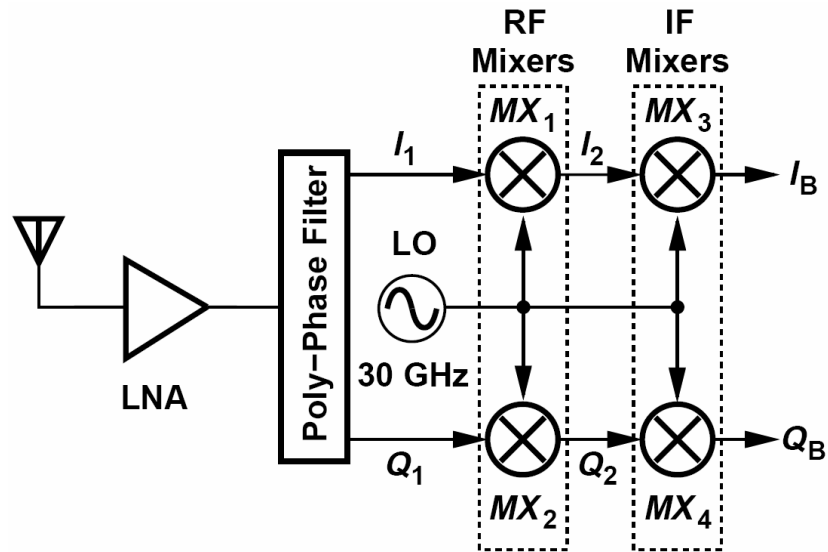 RF
Mixers
IF
Mixers
MX1
MX3
I1
I2
IB
Poly-Phase Filter
LO
30 GHz
LNA
Q1
Q2
QB
MX2
MX4